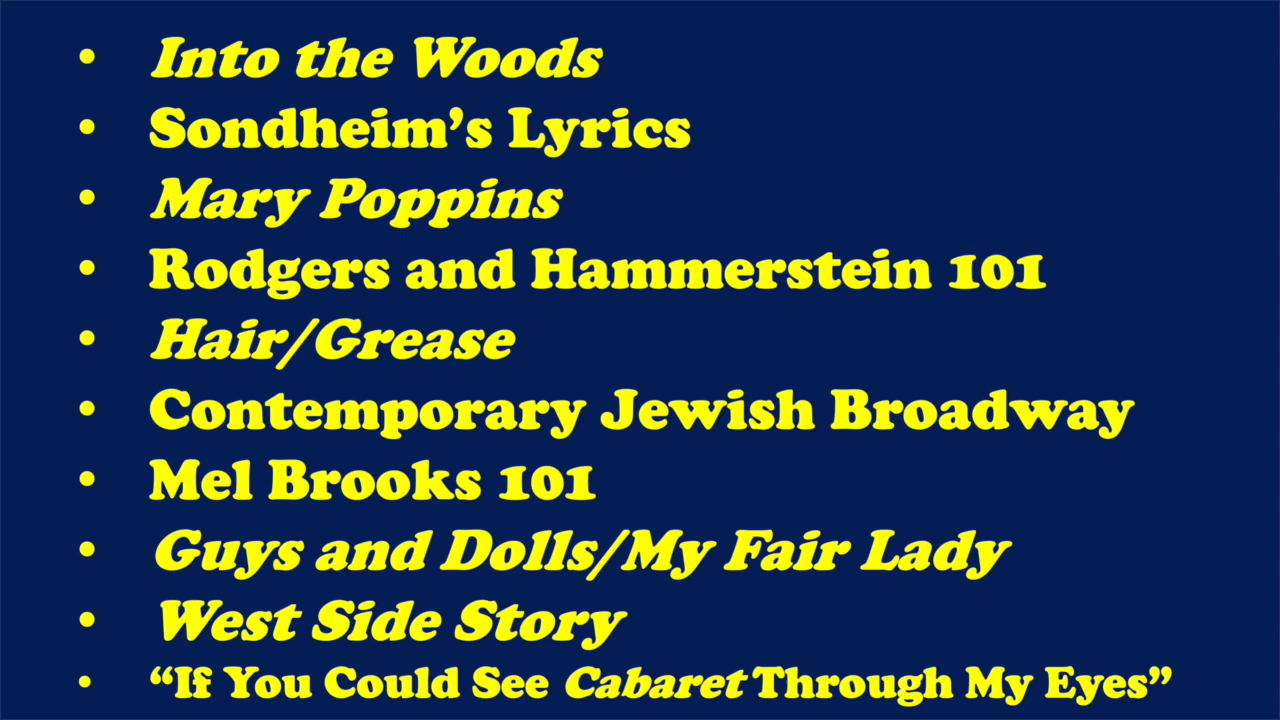 • Into the Woods
• Sondheim’s Lyrics
• Mary Poppins
• Rodgers and Hammerstein 101
• Hair/Grease
• Contemporary Jewish Broadway
• Mel Brooks 101
• Guys and Dolls/My Fair Lady
• West Side Story
• “If You Could See Cabaret Through My Eyes”